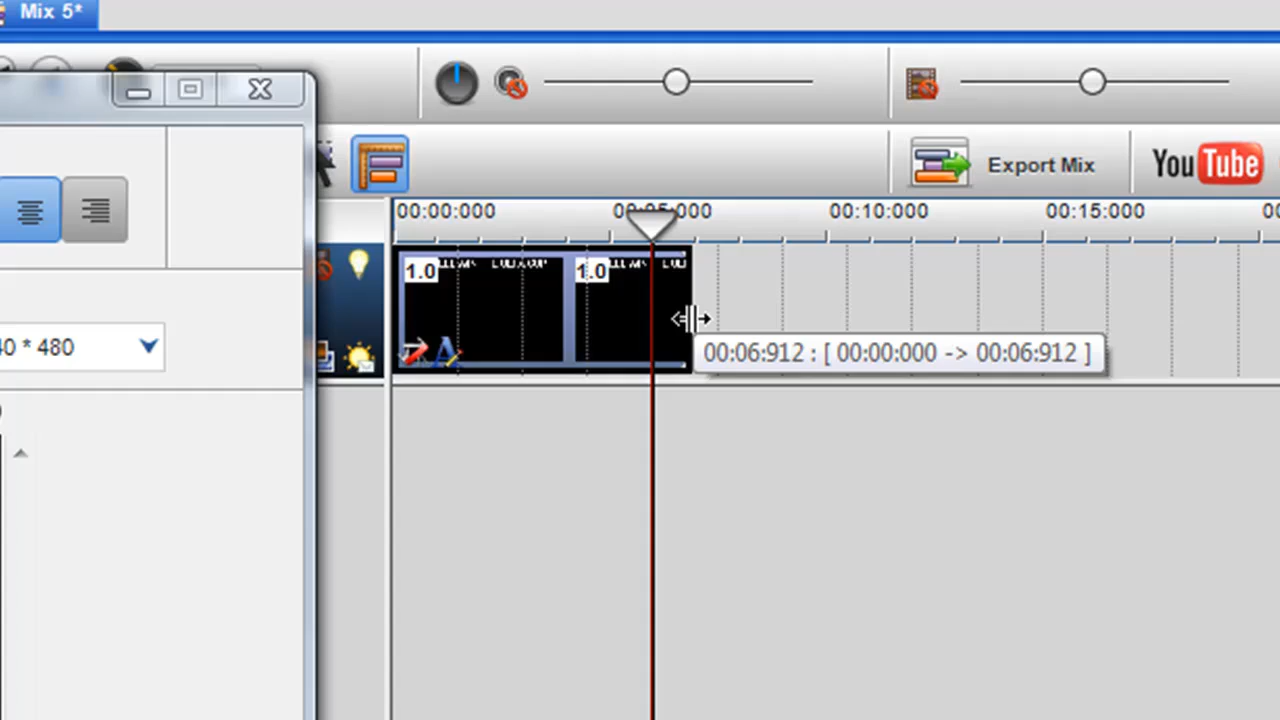 Mix 5*
Export Mix
YouTube
00:00:000
00:10:000
00:15:000
1.0
1.0
0 * 480
00:06:912 : [ 00:00:000 -> 00:06:912 ]